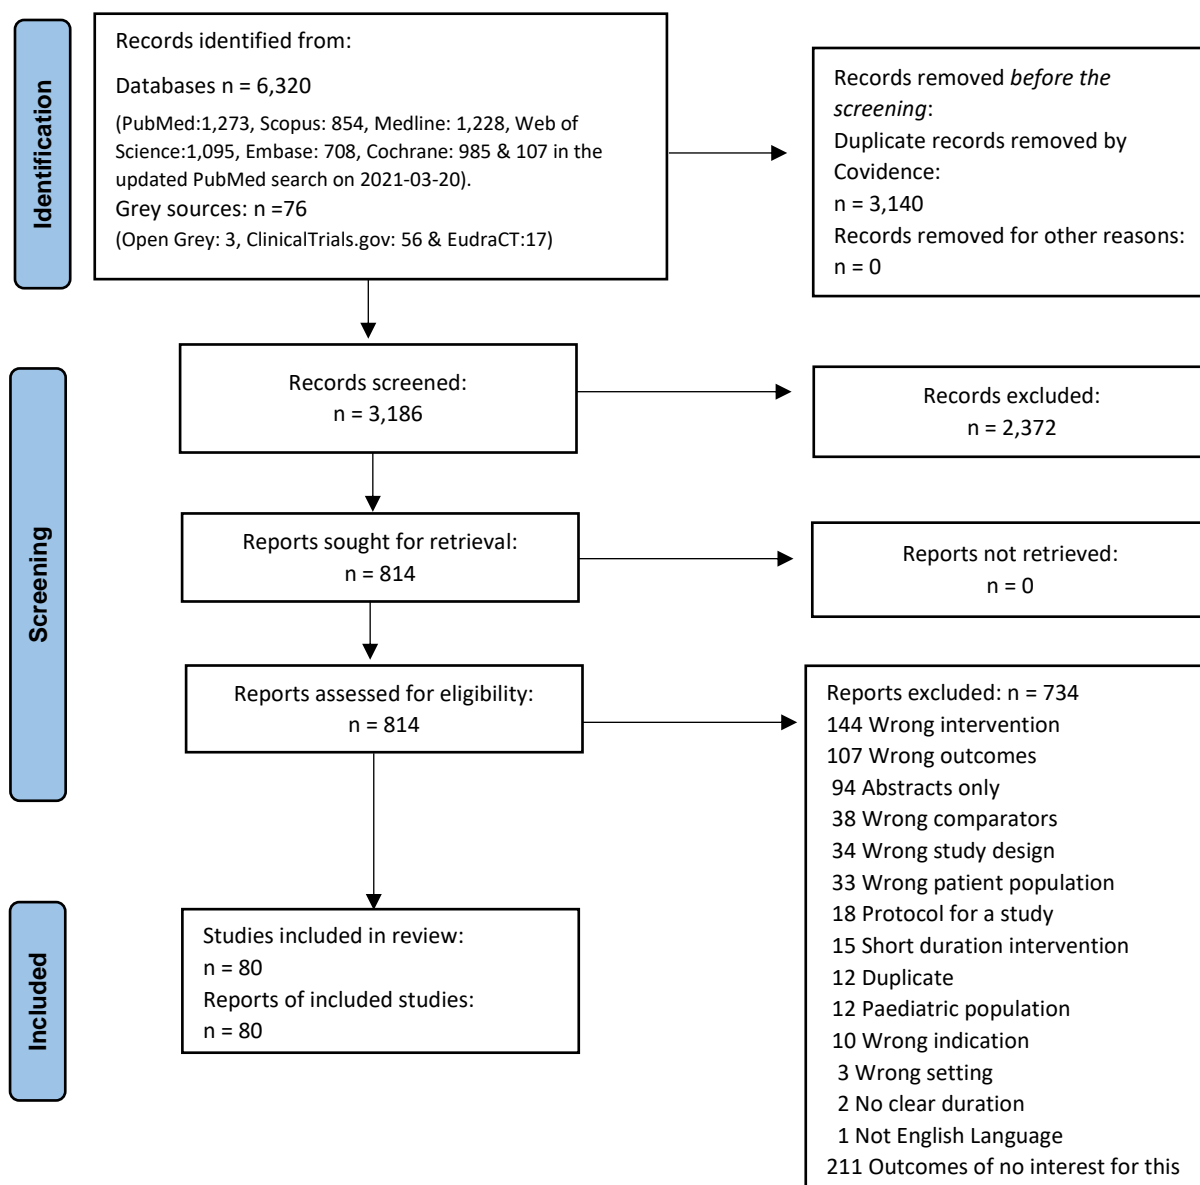 Identification
Records identified from:
Databases n = 6,320
(PubMed:1,273, Scopus: 854, Medline: 1,228, Web of
Science:1,095, Embase: 708, Cochrane: 985 & 107 in the
updated PubMed search on 2021-03-20).
Grey sources: n =76
(Open Grey: 3, ClinicalTrials.gov: 56 & EudraCT:17)
Records removed before the
screening:
Duplicate records removed by
Covidence:
n = 3,140
Records removed for other reasons:
n = 0
Screening
Records screened:
n = 3,186
Records excluded:
n = 2,372
Reports sought for retrieval:
n = 814
Reports not retrieved:
n = 0
Reports assessed for eligibility:
n = 814
Reports excluded: n = 734
144 Wrong intervention
107 Wrong outcomes
94 Abstracts only
38 Wrong comparators
34 Wrong study design
33 Wrong patient population
18 Protocol for a study
15 Short duration intervention
12 Duplicate
12 Paediatric population
10 Wrong indication
3 Wrong setting
2 No clear duration
1 Not English Language
211 Outcomes of no interest for this
Included
Studies included in review:
n = 80
Reports of included studies:
n = 80